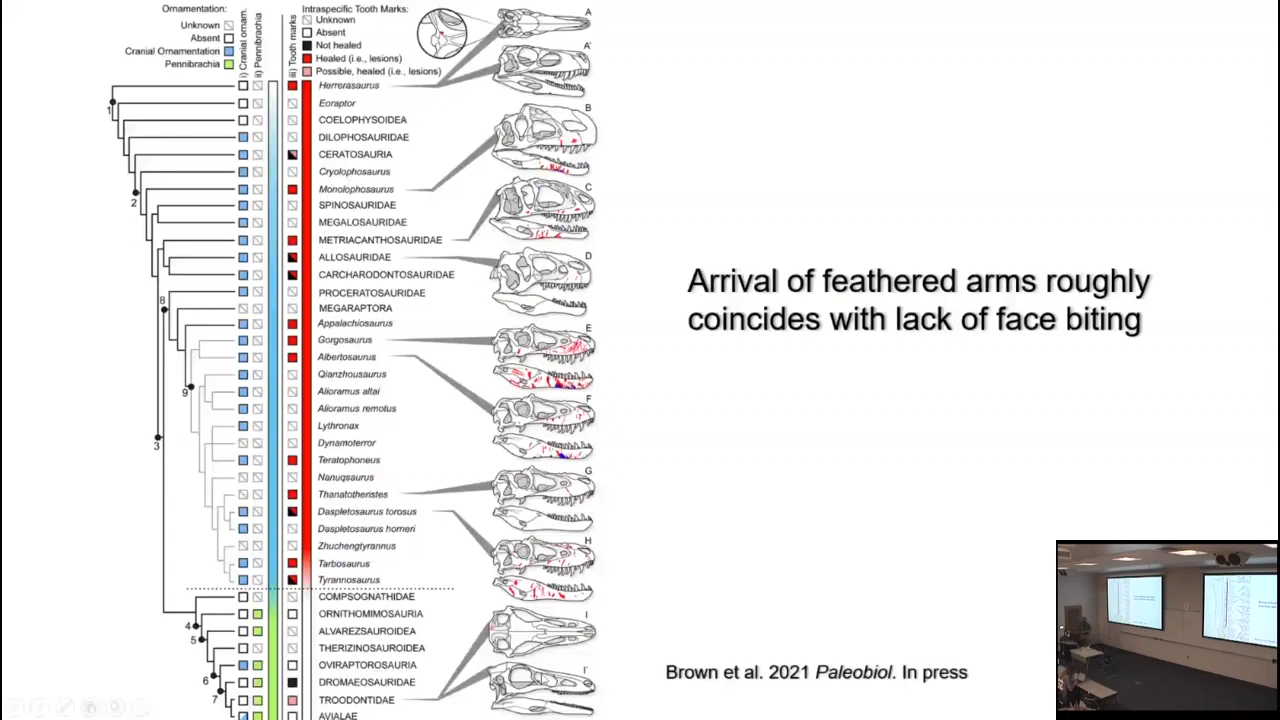 Ornamentation:
Unknown
Absent
Cranial Ornamentation
Pennibrachia
i) Cranial ornam.
ii) Pennibrachia
iii) Tooth marks
Intraspecific Tooth Marks:
Unknown
Absent
Not healed
Healed (i.e., lesions)
Possible, healed (i.e., lesions)
Herrerasaurus
Eoraptor
COELOPHYSOIDEA
DILOPHOSAURIDAE
CERATOSAURIA
Cryolophosaurus
Monolophosaurus
SPINOSAURIDAE
MEGALOSAURIDAE
METRIACANTHOSAURIDAE
ALLOSAURIDAE
CARCHARODONTOSAURIDAE
PROCERATOSAURIDAE
MEGARAPTORA
Appalachiosaurus
Gorgosaurus
Albertosaurus
Qianzhousaurus
Alioramus altai
Alioramus remotus
Lythronax
Dynamoterror
Teratophoneus
Nanuqsaurus
Thanatotheristes
Daspletosaurus torosus
Daspletosaurus horneri
Zhuchengtyrannus
Tarbosaurus
Tyrannosaurus
COMPSOGNATHIDAE
ORNITHOMIMOSAURIA
ALVAREZSAUROIDEA
THERIZINOSAUROIDEA
OVIRAPTOROSAURIA
DROMAEOSAURIDAE
TROODONTIDAE
AVIALAE
1
2
8
9
3
4
5
6
7
A
A'
B
C
D
E
F
G
H
I
I'
Arrival of feathered arms roughly
coincides with lack of face biting
Brown et al. 2021 Paleobiol. In press